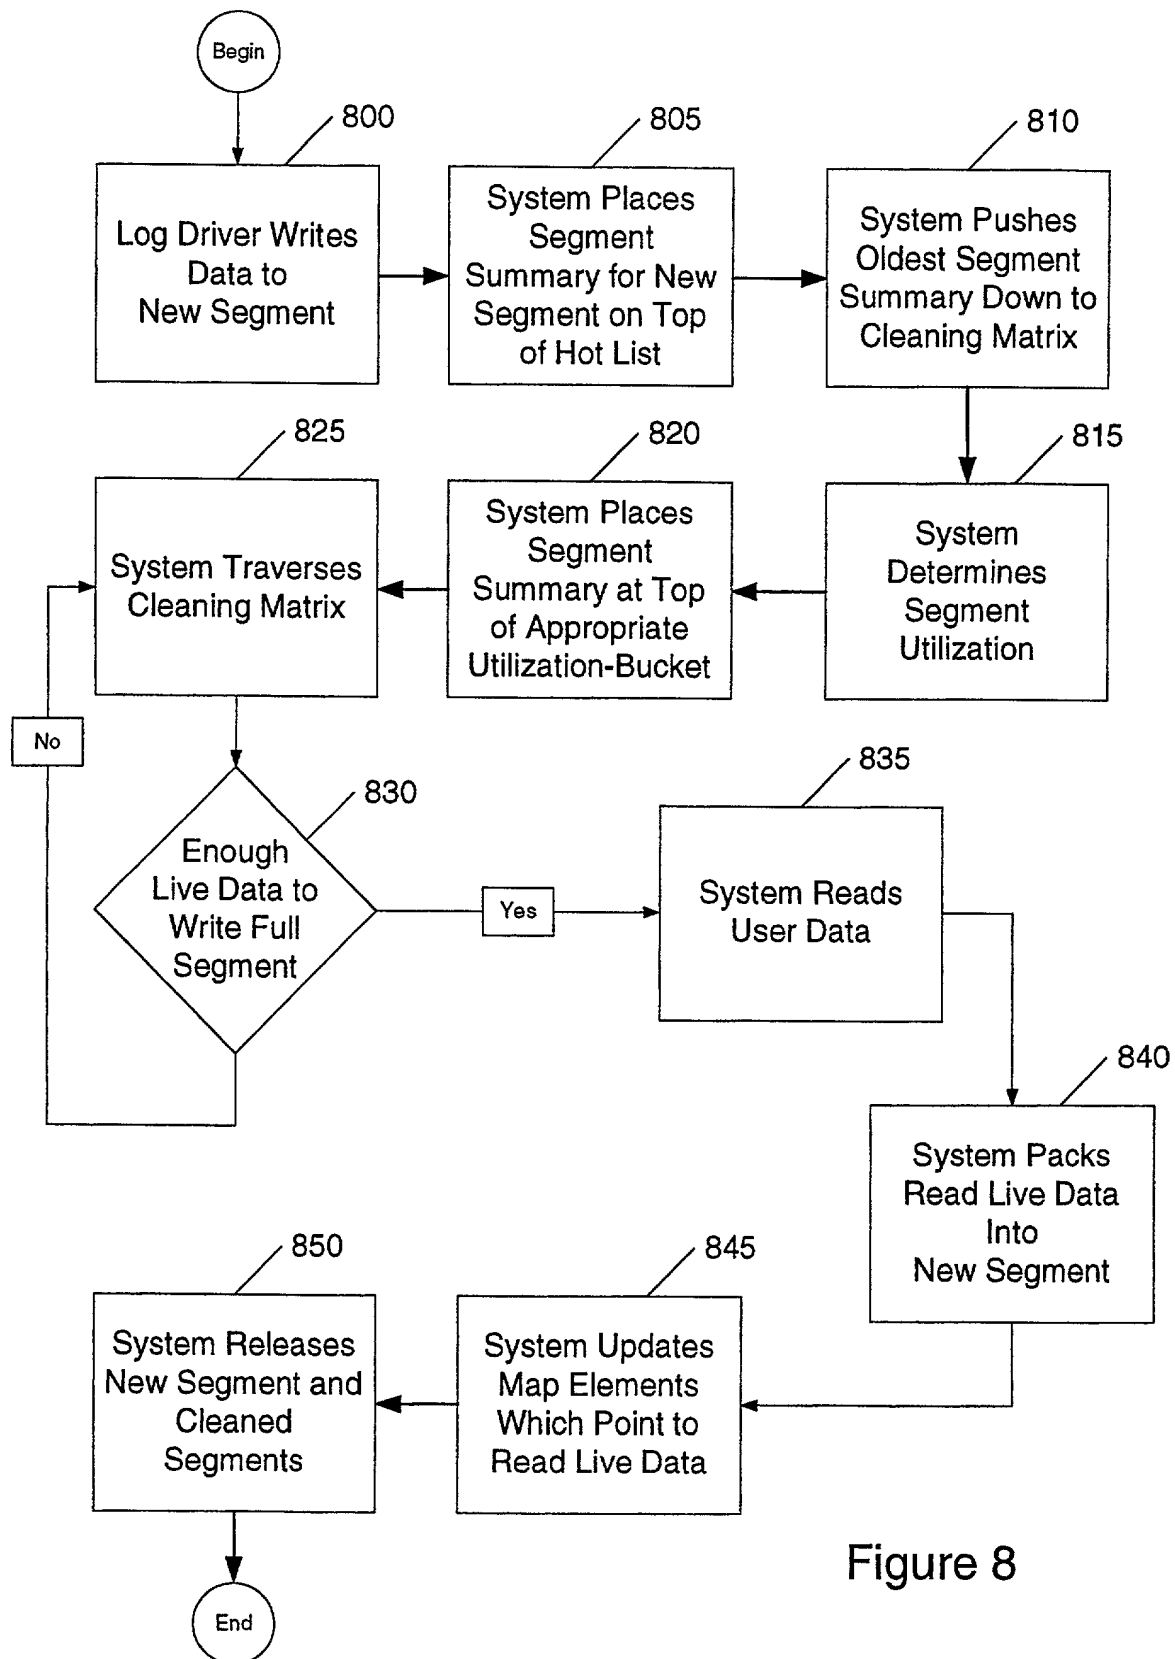 Begin
800
Log Driver Writes
Data to
New Segment
805
System Places
Segment
Summary for New
Segment on Top
of Hot List
810
System Pushes
Oldest Segment
Summary Down to
Cleaning Matrix
815
System
Determines
Segment
Utilization
820
System Places
Segment
Summary at Top
of Appropriate
Utilization-Bucket
825
System Traverses
Cleaning Matrix
No
830
Enough
Live Data to
Write Full
Segment
Yes
835
System Reads
User Data
840
System Packs
Read Live Data
Into
New Segment
845
System Updates
Map Elements
Which Point to
Read Live Data
850
System Releases
New Segment and
Cleaned
Segments
End
Figure 8